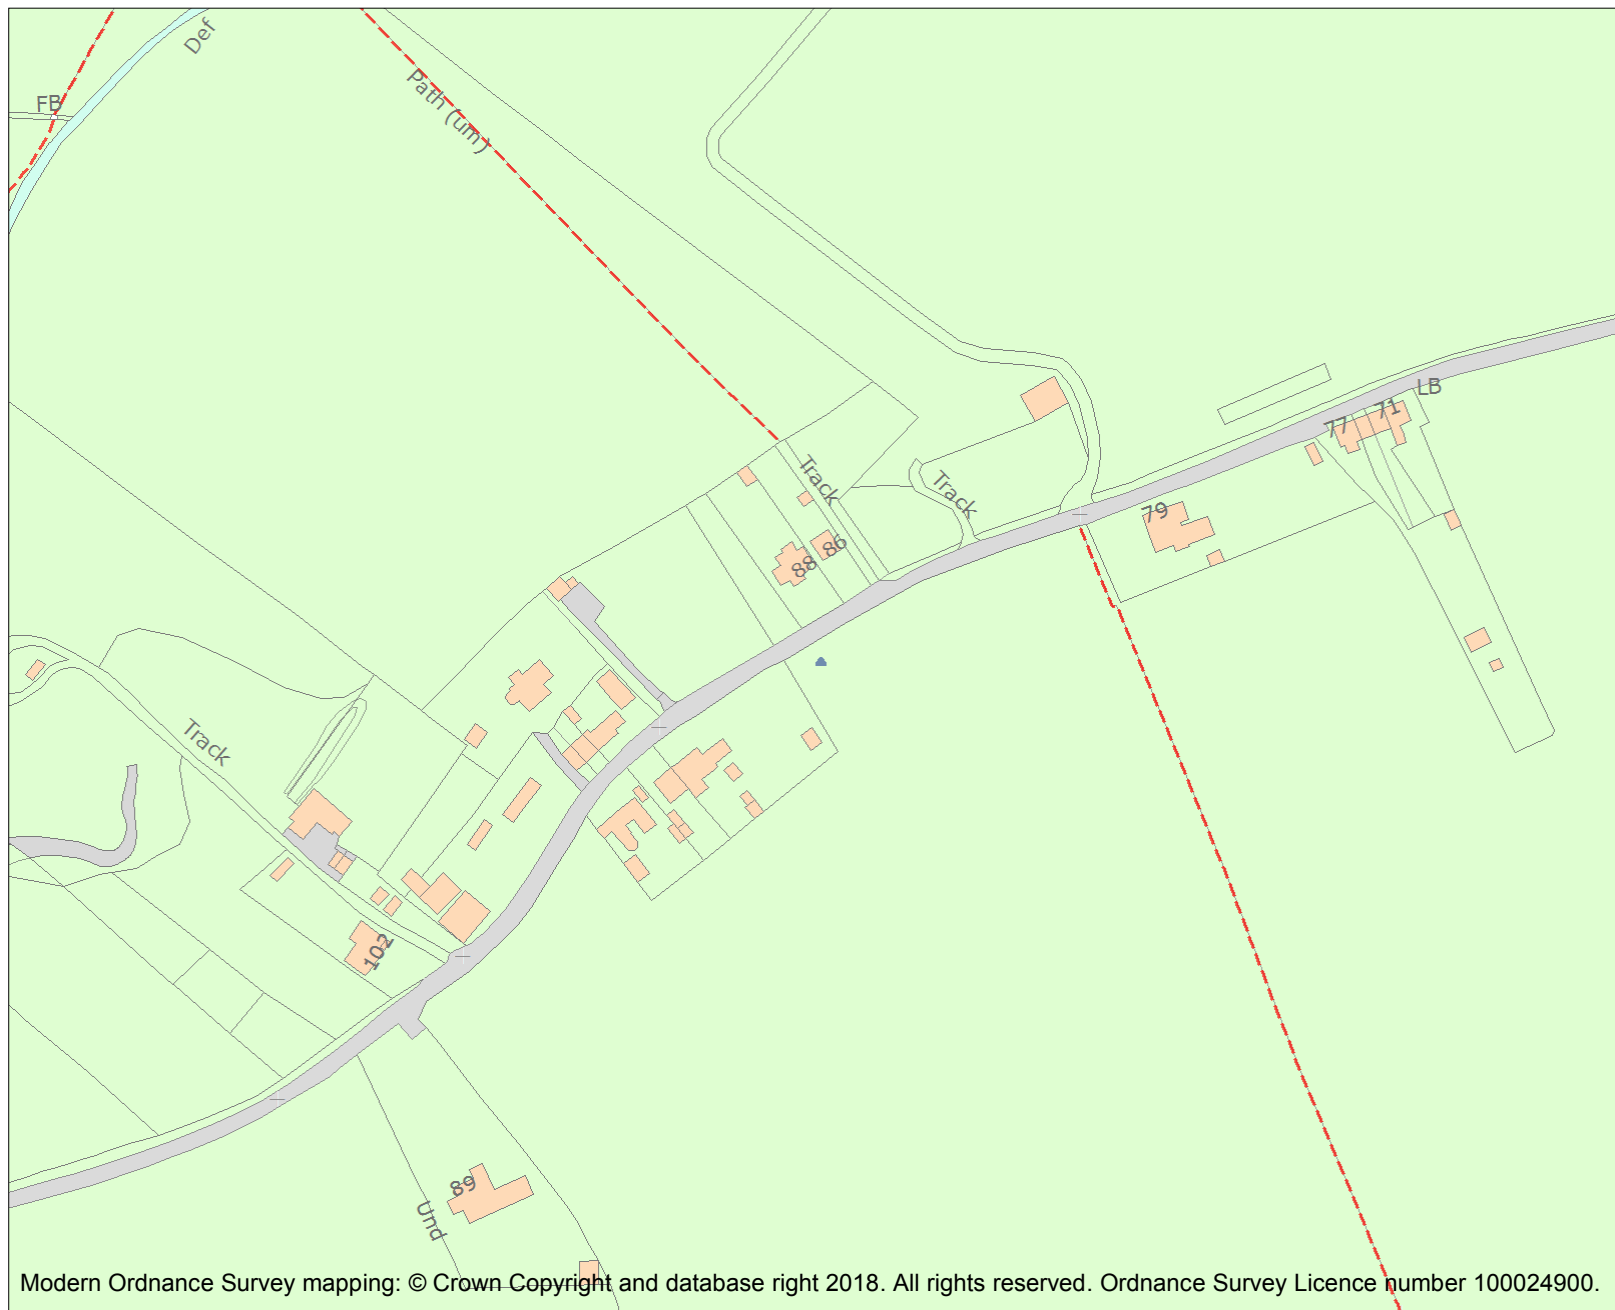 Def
FB
Path (um)
LB
71
77
Track
Track
79
86
88
Track
102
89
Und
Modern Ordnance Survey mapping: © Crown Copyright and database right 2018. All rights reserved. Ordnance Survey Licence number 100024900.